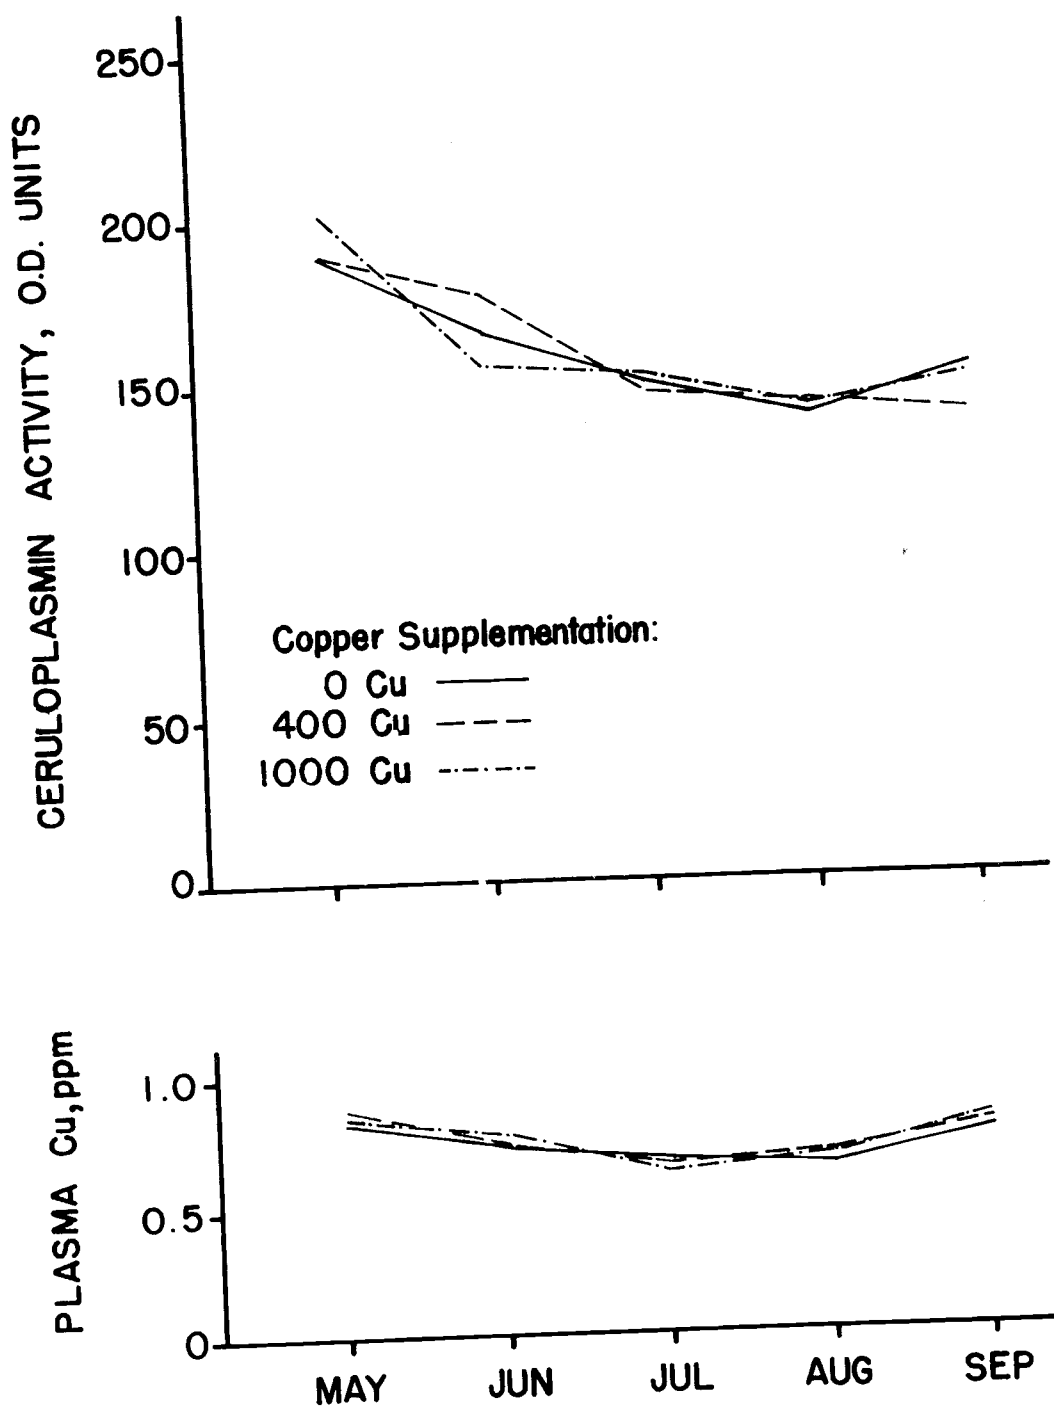 CERULOPLASMIN ACTIVITY, O.D. UNITS
250
200
150
100
50
0
Copper Supplementation:
0 Cu
400 Cu
1000 Cu
PLASMA Cu,ppm
1.0
0.5
0
MAY JUN JUL AUG SEP